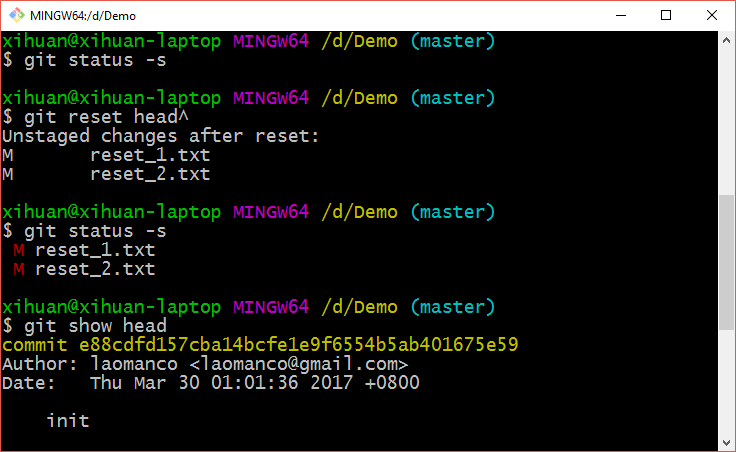 MINGW64:/d/Demo
xihuan@xihuan-laptop MINGW64 /d/Demo (master)
$ git status -s
xihuan@xihuan-laptop MINGW64 /d/Demo (master)
$ git reset head^
Unstaged changes after reset:
M       reset_1.txt
M       reset_2.txt
xihuan@xihuan-laptop MINGW64 /d/Demo (master)
$ git status -s
 M reset_1.txt
 M reset_2.txt
xihuan@xihuan-laptop MINGW64 /d/Demo (master)
$ git show head
commit e88cdfd157cba14bcfe1e9f6554b5ab401675e59
Author: laomanco <laomanco@gmail.com>
Date:   Thu Mar 30 01:01:36 2017 +0800
    init